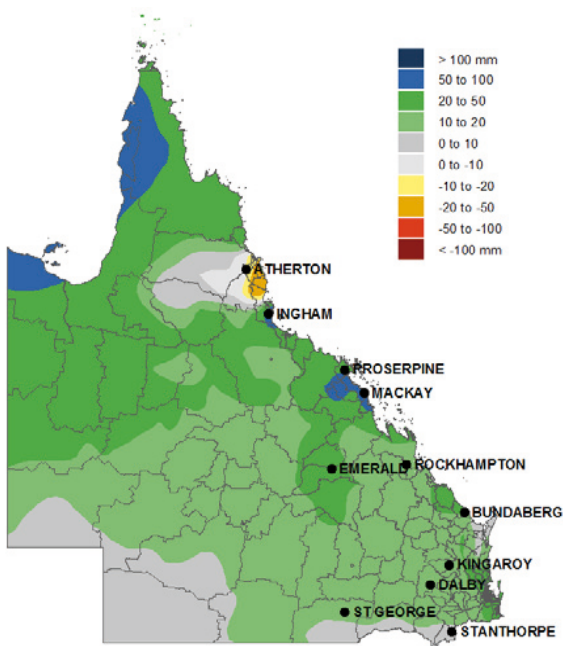 > 100 mm
50 to 100
20 to 50
10 to 20
0 to 10
0 to -10
-10 to -20
-20 to -50
-50 to -100
< -100 mm
ATHERTON
INGHAM
PROSERPINE
MACKAY
EMERALD
ROCKHAMPTON
BUNDABERG
KINGAROY
DALBY
ST GEORGE
STANTHORPE